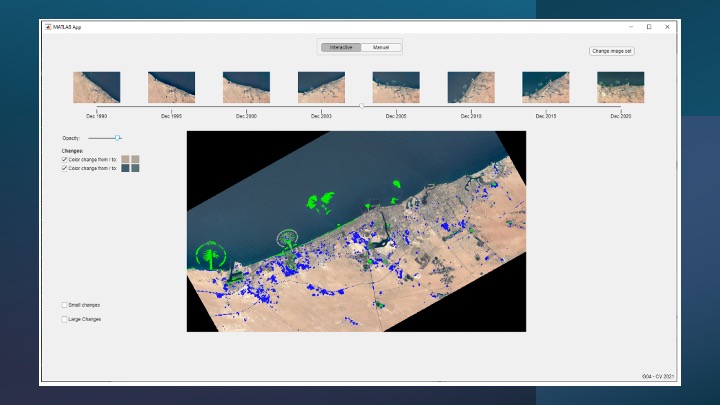 MATLAB App
Interactive Manual
Change image set
Dec 1990 Dec 1995 Dec 2000 Dec 2003 Dec 2005 Dec 2010 Dec 2015 Dec 2020
Opacity:
Changes:
Color change from / to:
Color change from / to:
Small changes
Large Changes
G04 - CV 2021